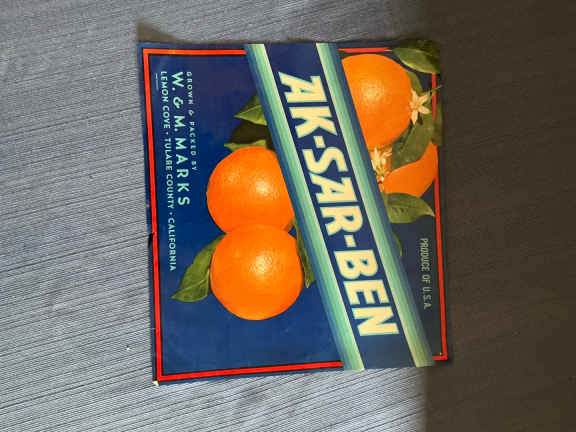 PRODUCE OF U.S.A.
AK-SAR-BEN
GROWN & PACKED BY
W. & M. MARKS
LEMON COVE • TULARE COUNTY • CALIFORNIA